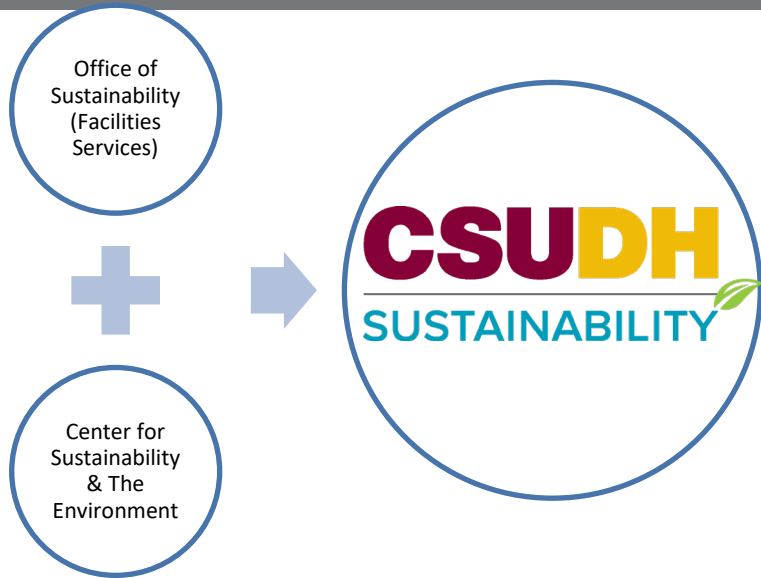 Office of
Sustainability
(Facilities
Services)
Center for
Sustainability
& The
Environment
CSUDH
SUSTAINABILITY